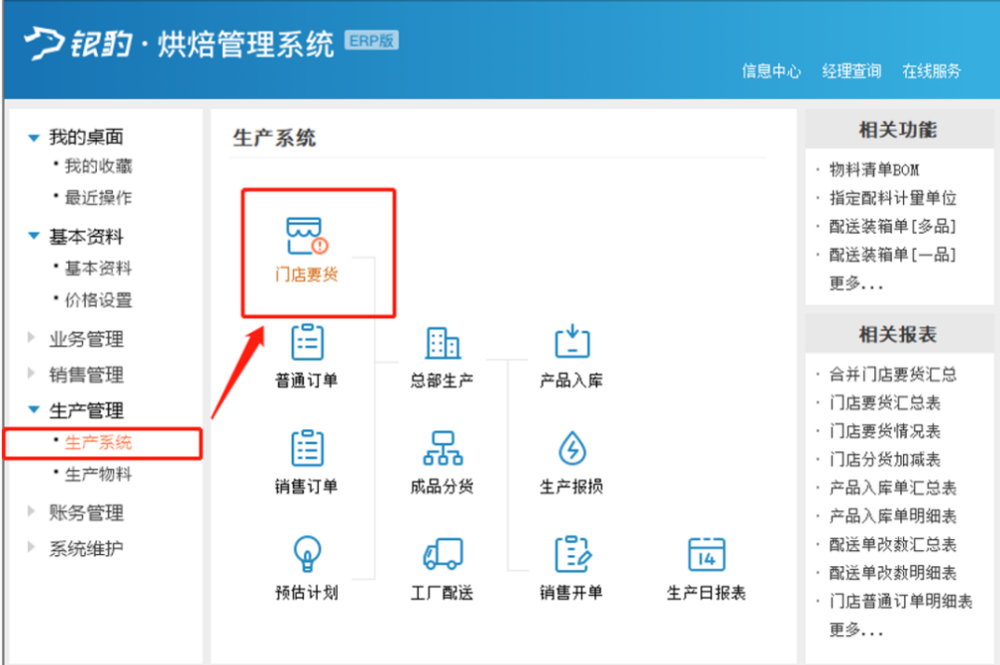 银豹·烘焙管理系统 ERP版
信息中心 经理查询 在线服务
我的桌面
·我的收藏
·最近操作
基本资料
·基本资料
·价格设置
业务管理
销售管理
生产管理
·生产系统
·生产物料
账务管理
系统维护
生产系统
门店要货
普通订单 总部生产 产品入库
销售订单 成品分货 生产报损
14
预估计划 工厂配送 销售开单 生产日报表
相关功能
·物料清单BOM
·指定配料计量单位
·配送装箱单[多品]
·配送装箱单[一品]
更多...
相关报表
·合并门店要货汇总
·门店要货汇总表
·门店要货情况表
·门店分货加减表
·产品入库单汇总表
·产品入库单明细表
·配送单改数汇总表
·配送单改数明细表
·门店普通订单明细表
更多...